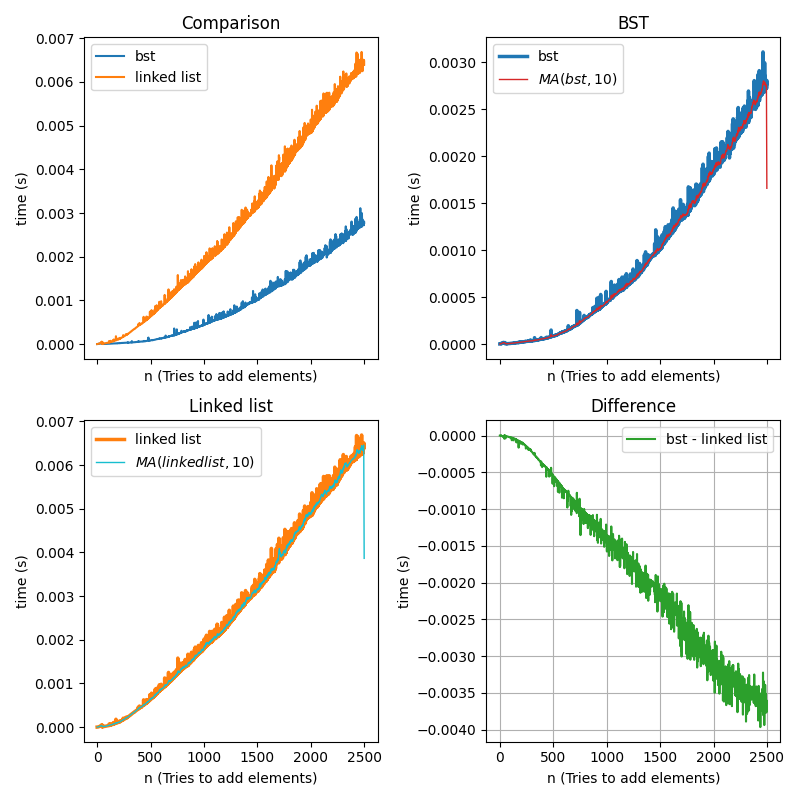 Comparison
0.007
0.006
0.005
0.004
0.003
0.002
0.001
0.000
time (s)
bst
linked list
n (Tries to add elements)
BST
0.0030
0.0025
0.0020
0.0015
0.0010
0.0005
0.0000
time (s)
bst
MA(bst, 10)
n (Tries to add elements)
Linked list
0.007
0.006
0.005
0.004
0.003
0.002
0.001
0.000
time (s)
linked list
MA(linkedlist, 10)
0 500 1000 1500 2000 2500
n (Tries to add elements)
Difference
0.0000
−0.0005
−0.0010
−0.0015
−0.0020
−0.0025
−0.0030
−0.0035
−0.0040
time (s)
bst - linked list
0 500 1000 1500 2000 2500
n (Tries to add elements)